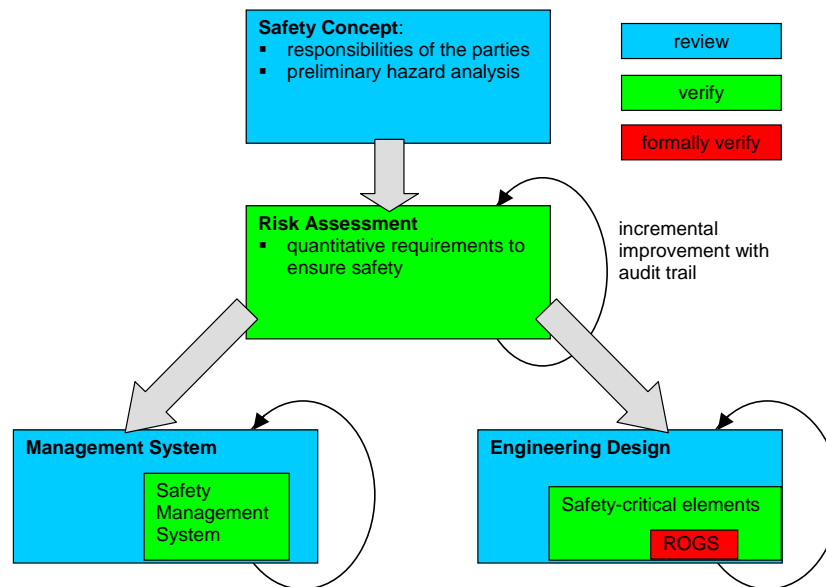 Safety Concept:
▪ responsibilities of the parties
▪ preliminary hazard analysis
review
verify
formally verify
Risk Assessment
▪ quantitative requirements to
ensure safety
incremental
improvement with
audit trail
Management System
Safety
Management
System
Engineering Design
Safety-critical elements
ROGS